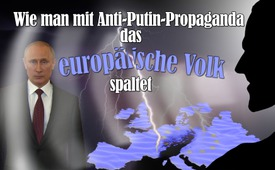 Wie man mit Anti-Putin-Propaganda
das
europäische Volk
spaltet